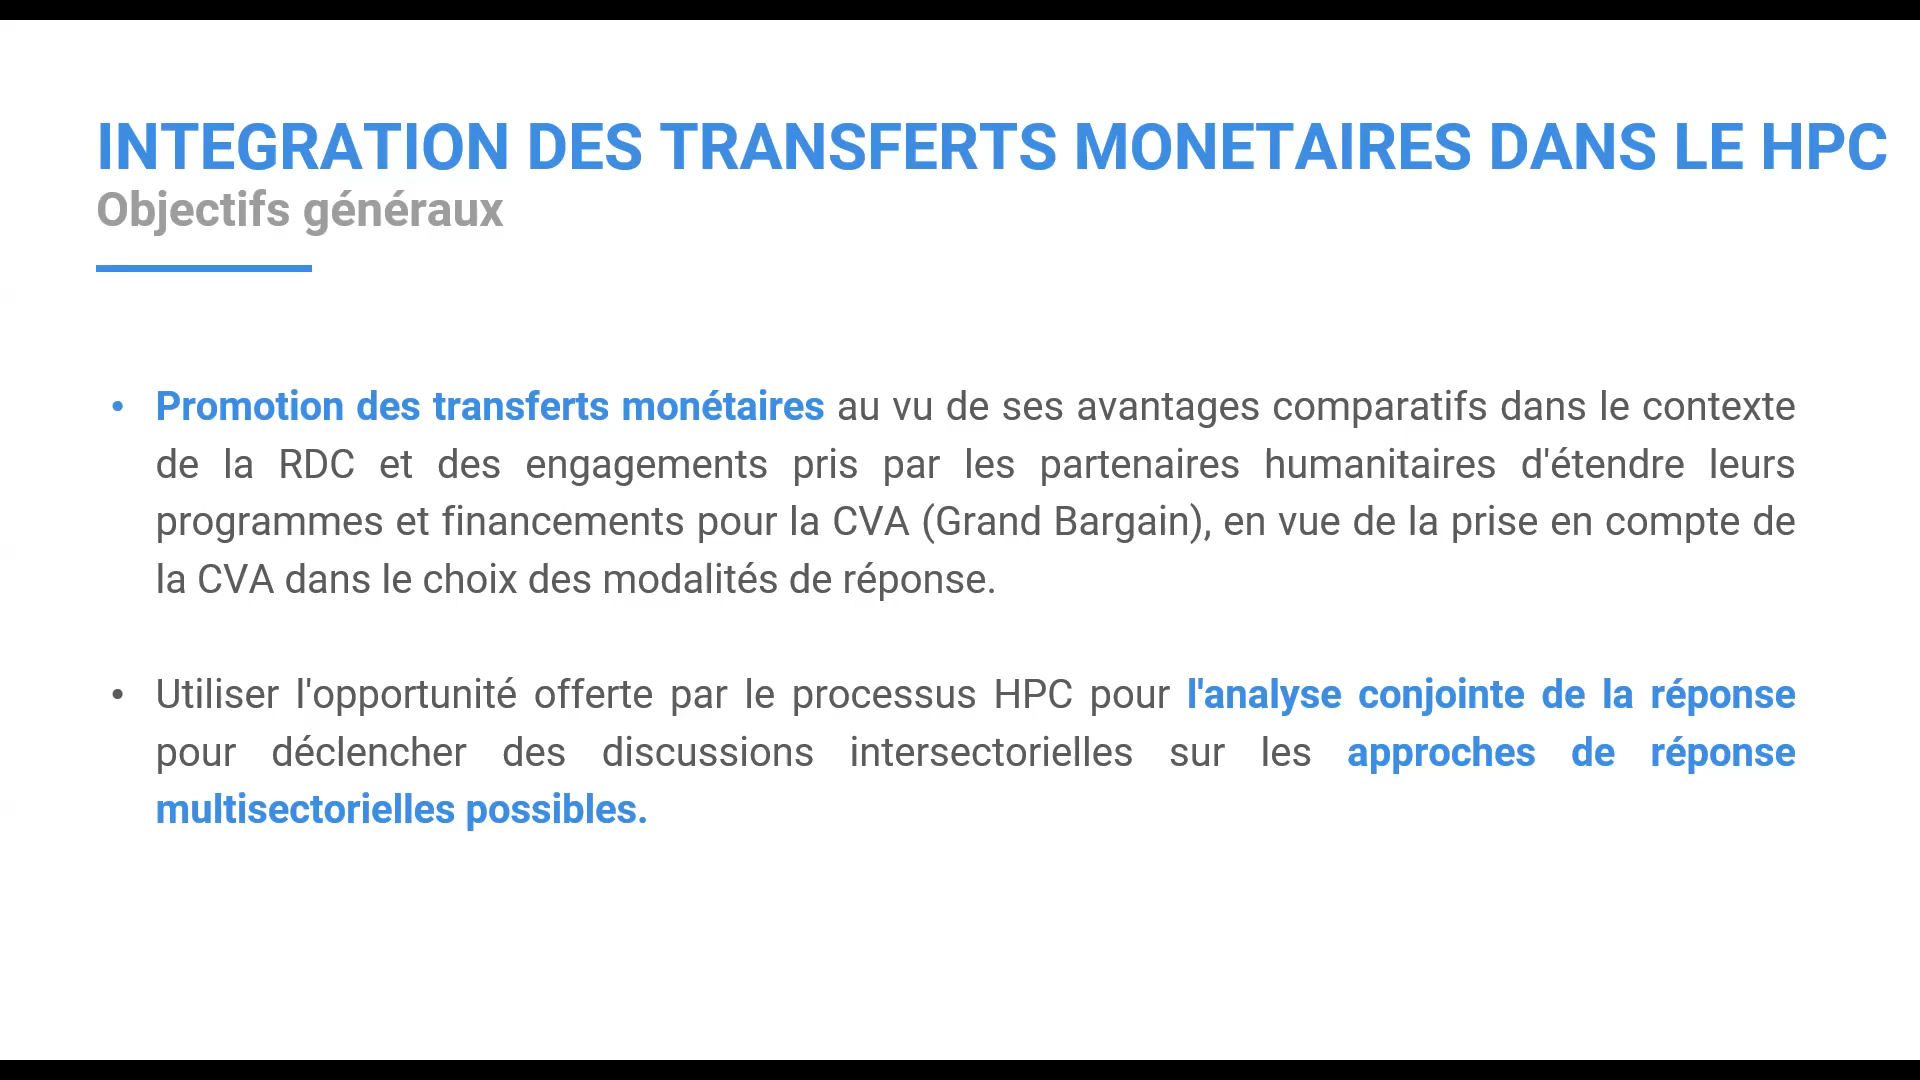 INTEGRATION DES TRANSFERTS MONETAIRES DANS LE HPC
Objectifs généraux
• Promotion des transferts monétaires au vu de ses avantages comparatifs dans le contexte
de la RDC et des engagements pris par les partenaires humanitaires d'étendre leurs
programmes et financements pour la CVA (Grand Bargain), en vue de la prise en compte de
la CVA dans le choix des modalités de réponse.
• Utiliser l'opportunité offerte par le processus HPC pour l'analyse conjointe de la réponse
pour déclencher des discussions intersectorielles sur les approches de réponse
multisectorielles possibles.